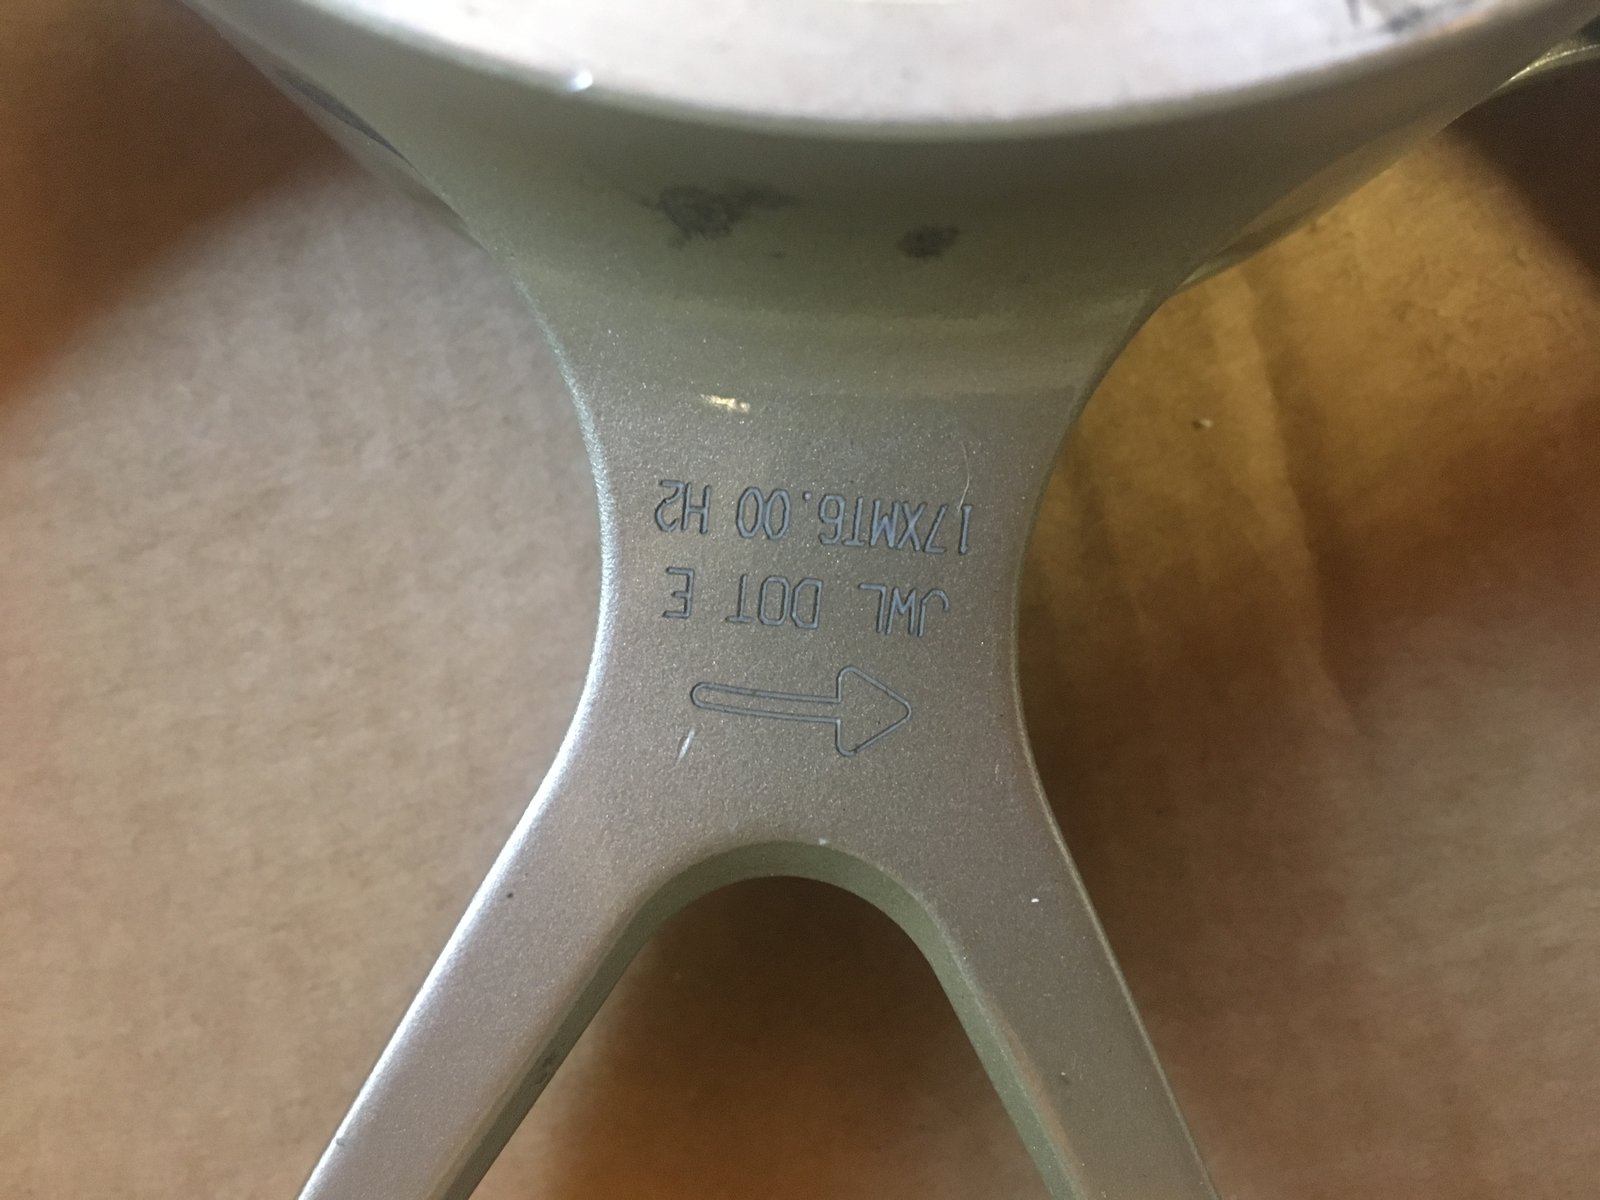 JWL DOT E
17XMT6.00 H2